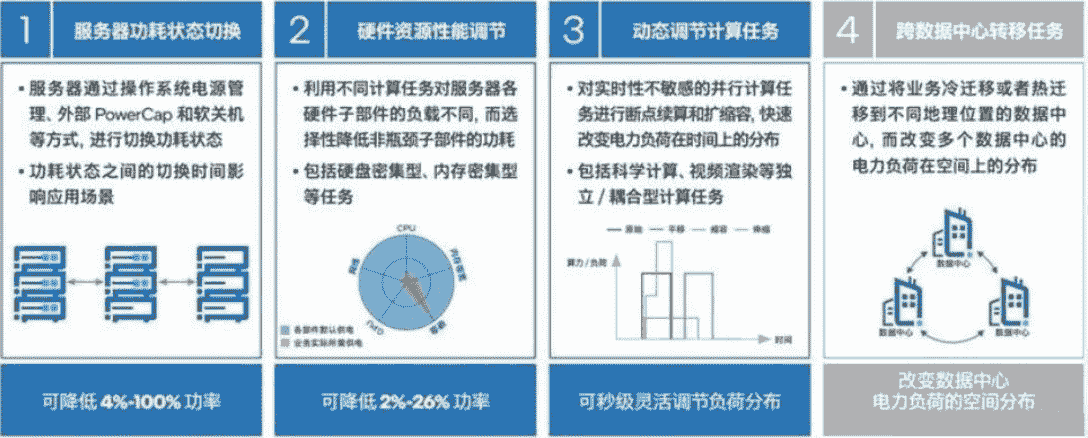 1 服务器功耗状态切换
• 服务器通过操作系统电源管
理、外部 PowerCap 和软关机
等方式，进行切换功耗状态
• 功耗状态之间的切换时间影
响应用场景
可降低 4%-100% 功率
2 硬件资源性能调节
• 利用不同计算任务对服务器各
硬件子部件的负载不同，而选
择性降低非瓶颈子部件的功耗
• 包括硬盘密集型、内存密集型
等任务
CPU
内存带宽
硬盘
GPU
网络
各部件默认供电
业务实际所需供电
可降低 2%-26% 功率
3 动态调节计算任务
• 对实时性不敏感的并行计算任
务进行断点续算和扩缩容，快速
改变电力负荷在时间上的分布
• 包括科学计算、视频渲染等独
立 / 耦合型计算任务
原始 平移 缩容 伸缩
算力 / 负荷
时间
可秒级灵活调节负荷分布
4 跨数据中心转移任务
• 通过将业务冷迁移或者热迁
移到不同地理位置的数据中
心，而改变多个数据中心的
电力负荷在空间上的分布
数据中心
数据中心
数据中心
改变数据中心
电力负荷的空间分布